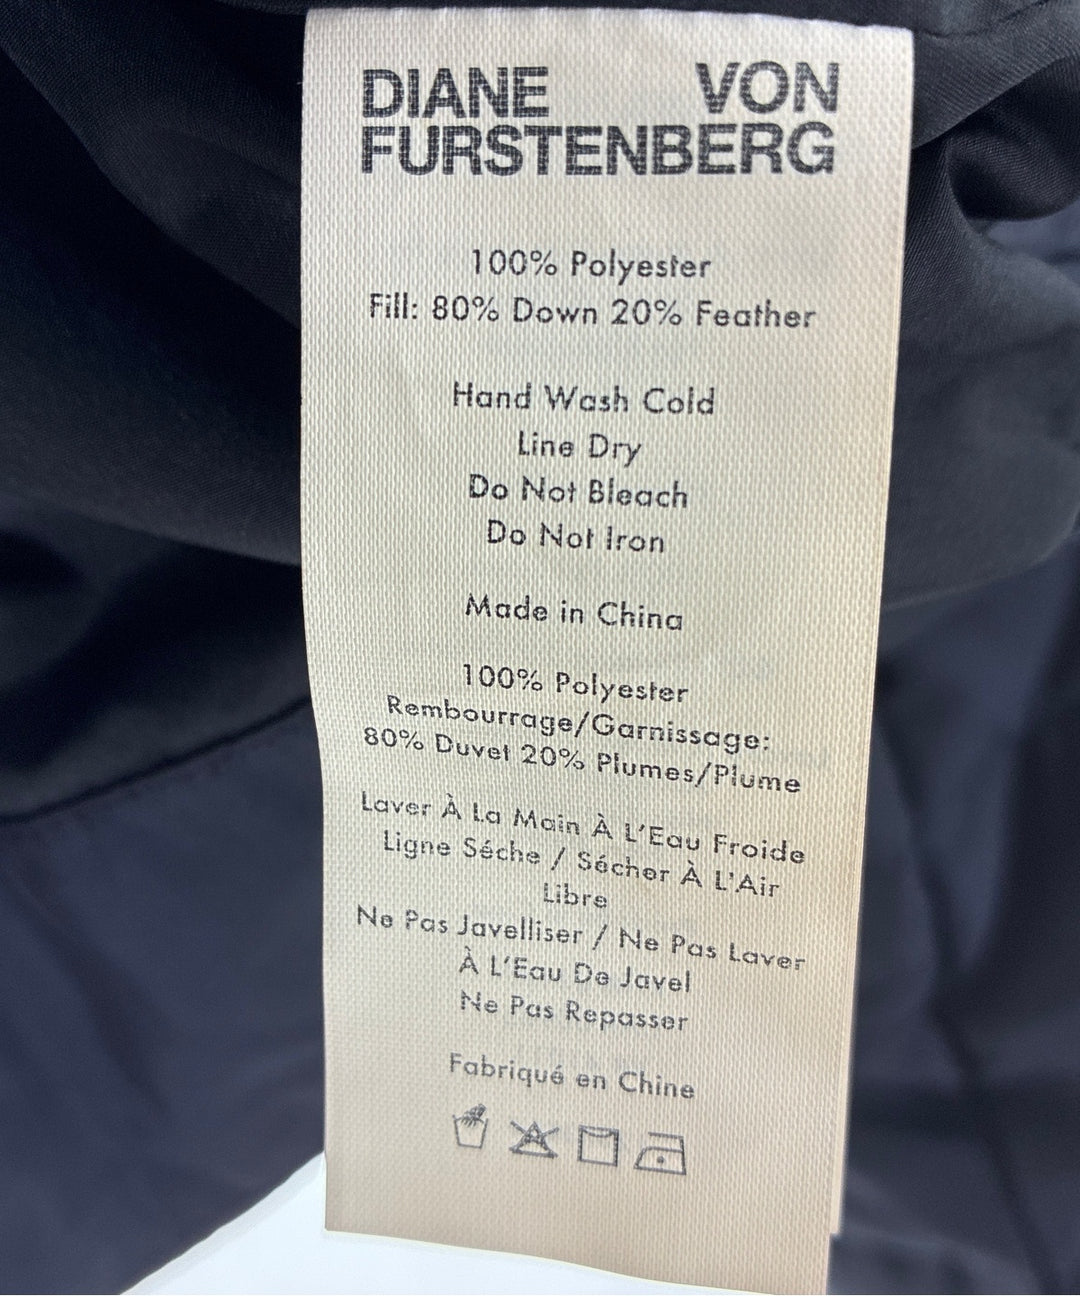 DIANE VON
FURSTENBERG
100% Polyester
Fill: 80% Down 20% Feather
Hand Wash Cold
Line Dry
Do Not Bleach
Do Not Iron
Made in China
100% Polyester
Rembourrage/Garnissage:
80% Duvet 20% Plumes/Plume
Laver À La Main À L'Eau Froide
Ligne Séche / Sécher À L'Air
Libre
Ne Pas Javelliser / Ne Pas Laver
À L'Eau De Javel
Ne Pas Repasser
Fabriqué en Chine